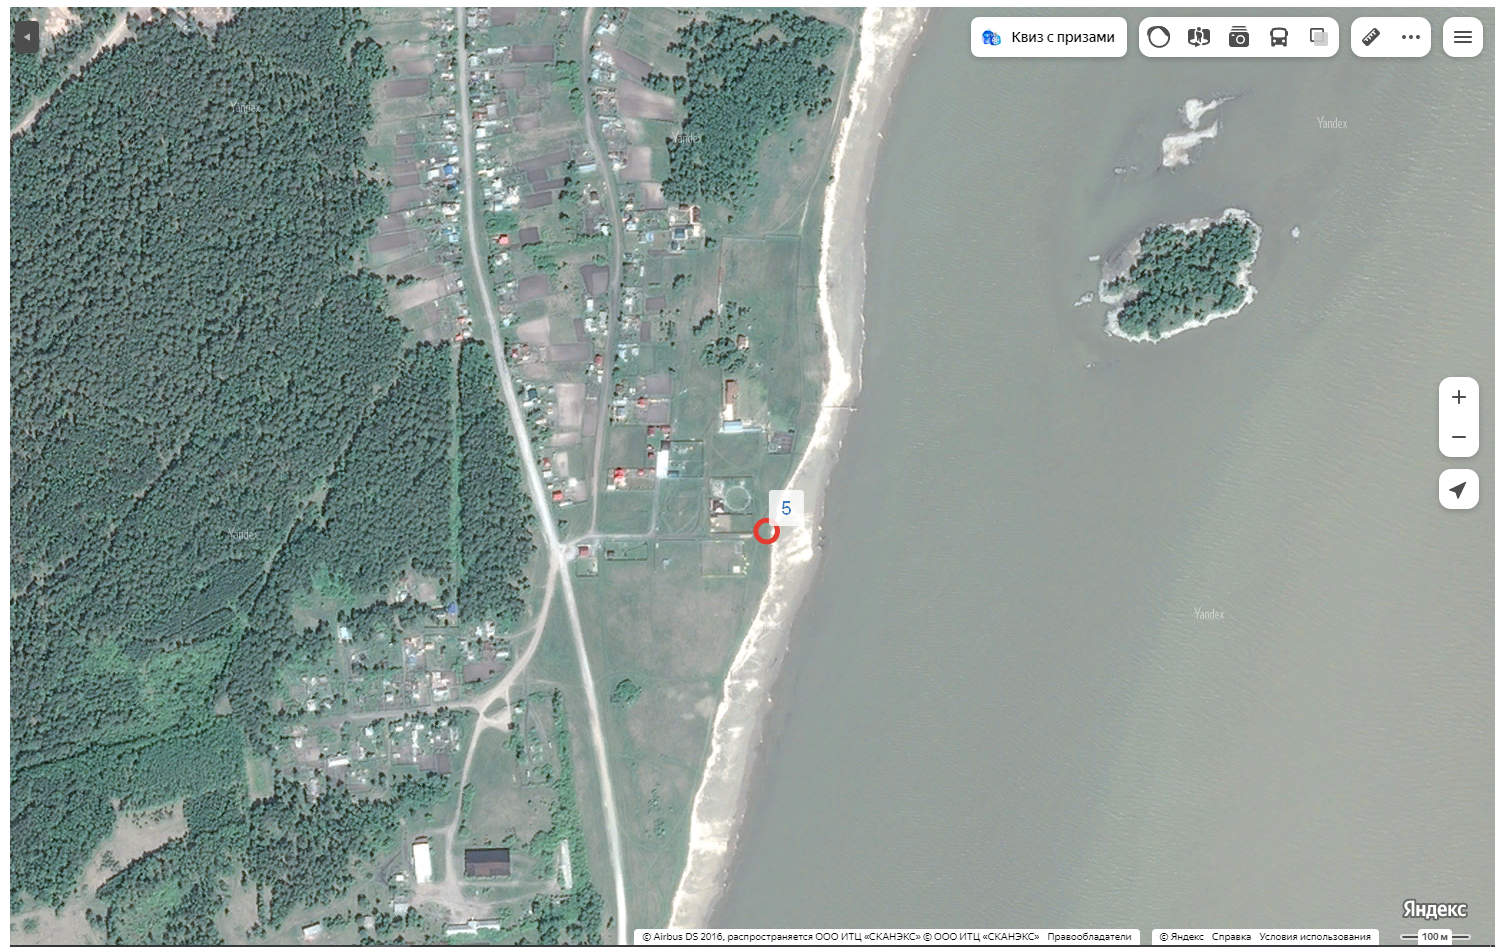 Квиз с призами
Yandex
Yandex
Yandex
5
Yandex
Yandex
Яндекс
© Airbus DS 2016, распространяется ООО ИТЦ «СКАНЭКС» © ООО ИТЦ «СКАНЭКС» Правообладатели
© Яндекс Справка Условия использования
100 м